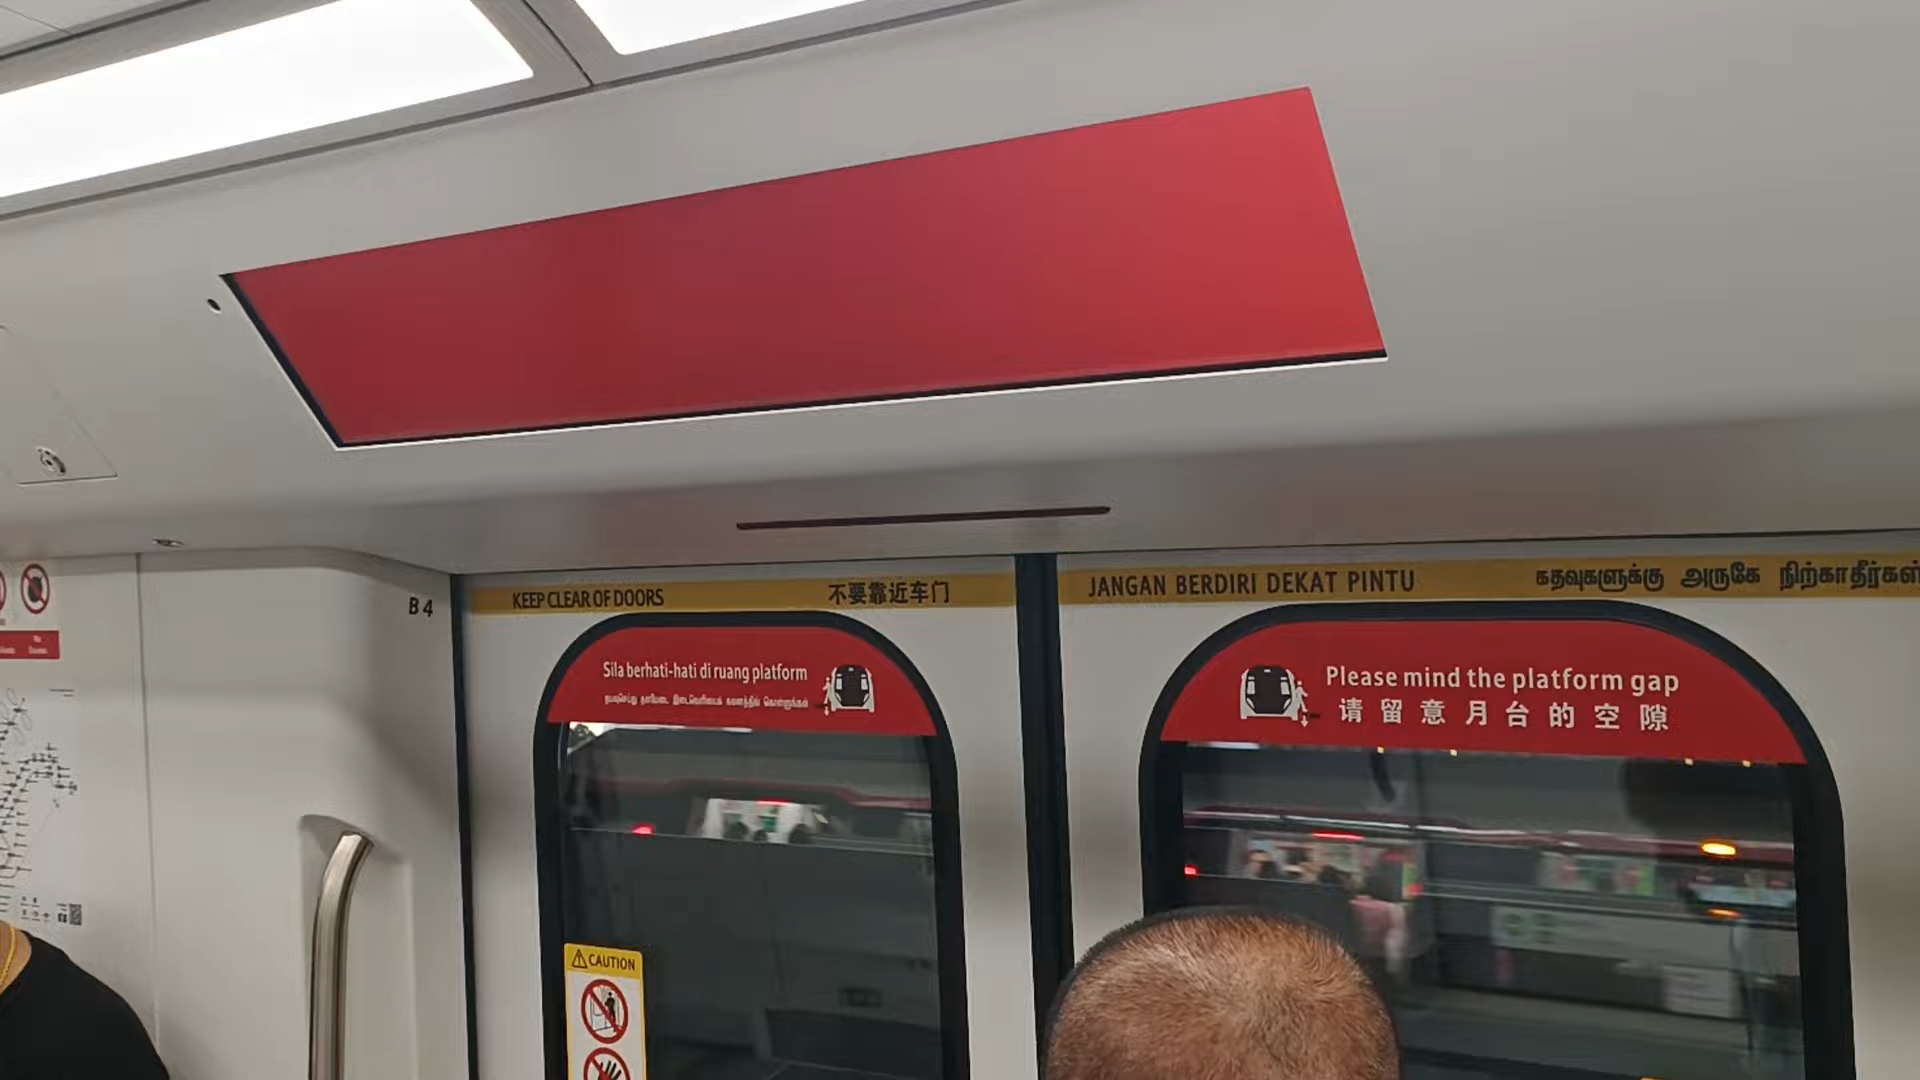 KEEP CLEAR OF DOORS
不要靠近车门
JANGAN BERDIRI DEKAT PINTU
கதவுகளுக்கு அருகே நிற்காதீர்கள்
B 4
Sila berhati-hati di ruang platform
Please mind the platform gap
请留意月台的空隙
CAUTION